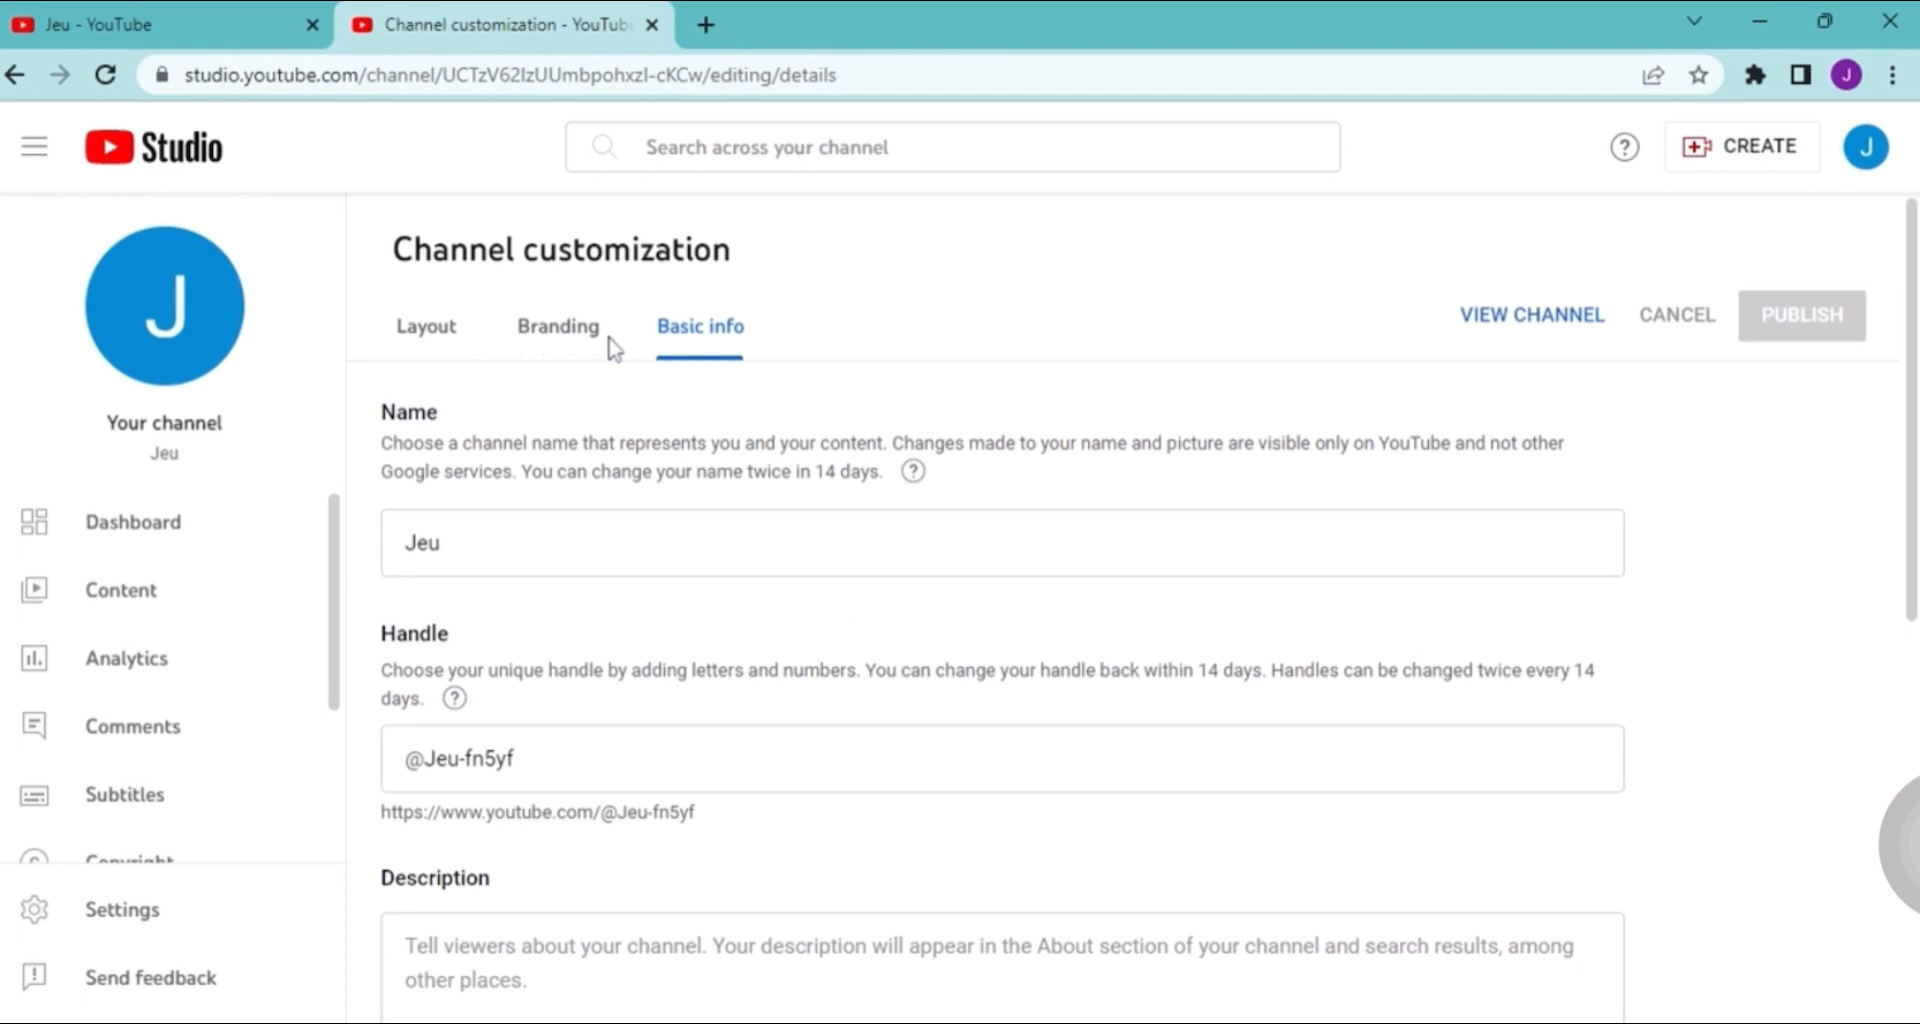 Jeu - YouTube
Channel customization - YouTub
studio.youtube.com/channel/UCTzV62IzUUmbpohxzI-cKCw/editing/details
J
Studio
Search across your channel
CREATE
J
J
Your channel
Jeu
Dashboard
Content
Analytics
Comments
Subtitles
Copyright
Settings
Send feedback
Channel customization
Layout
Branding
Basic info
VIEW CHANNEL
CANCEL
PUBLISH
Name
Choose a channel name that represents you and your content. Changes made to your name and picture are visible only on YouTube and not other
Google services. You can change your name twice in 14 days.
Jeu
Handle
Choose your unique handle by adding letters and numbers. You can change your handle back within 14 days. Handles can be changed twice every 14
days.
@Jeu-fn5yf
https://www.youtube.com/@Jeu-fn5yf
Description
Tell viewers about your channel. Your description will appear in the About section of your channel and search results, among
other places.